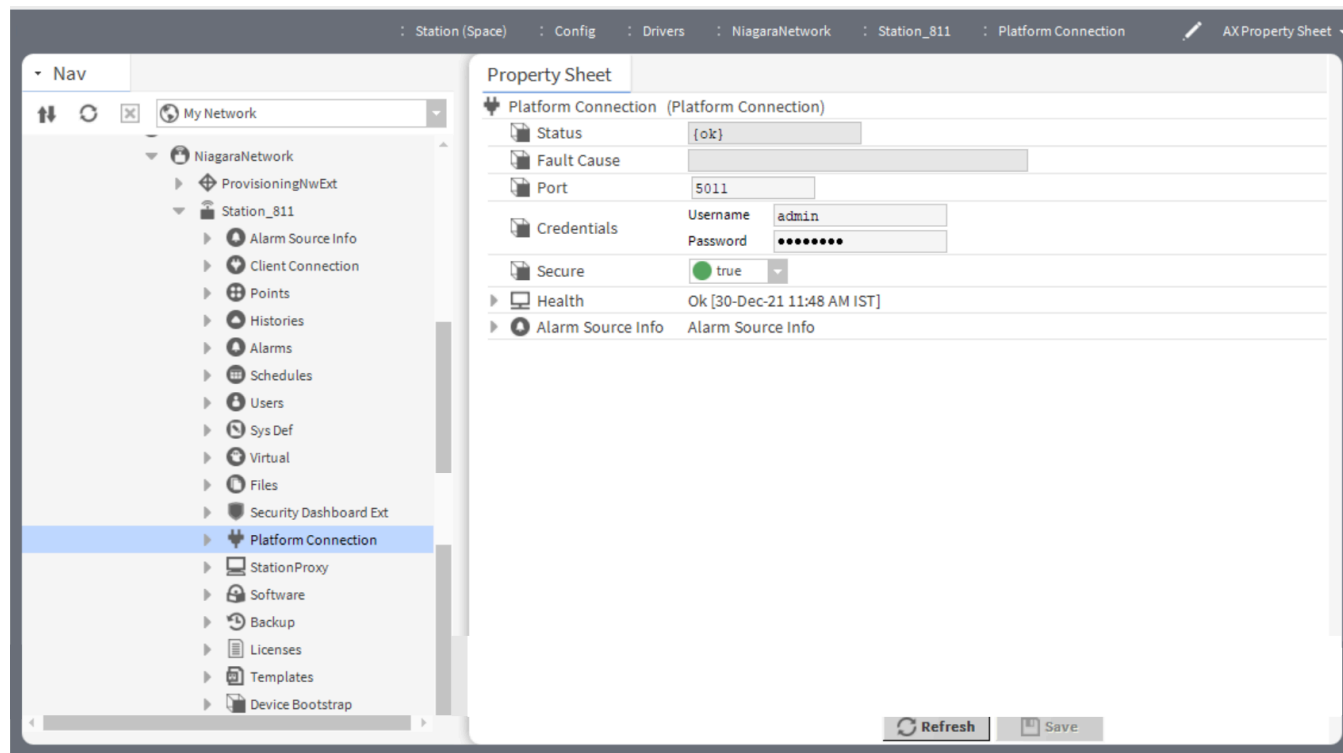 : Station (Space) : Config : Drivers : NiagaraNetwork : Station_811 : Platform Connection AX Property Sheet
Nav
My Network
NiagaraNetwork
ProvisioningNwExt
Station_811
Alarm Source Info
Client Connection
Points
Histories
Alarms
Schedules
Users
Sys Def
Virtual
Files
Security Dashboard Ext
Platform Connection
StationProxy
Software
Backup
Licenses
Templates
Device Bootstrap
Property Sheet
Platform Connection (Platform Connection)
Status {ok}
Fault Cause
Port 5011
Credentials
Username admin
Password ●●●●●●●●
Secure true
Health Ok [30-Dec-21 11:48 AM IST]
Alarm Source Info Alarm Source Info
Refresh Save